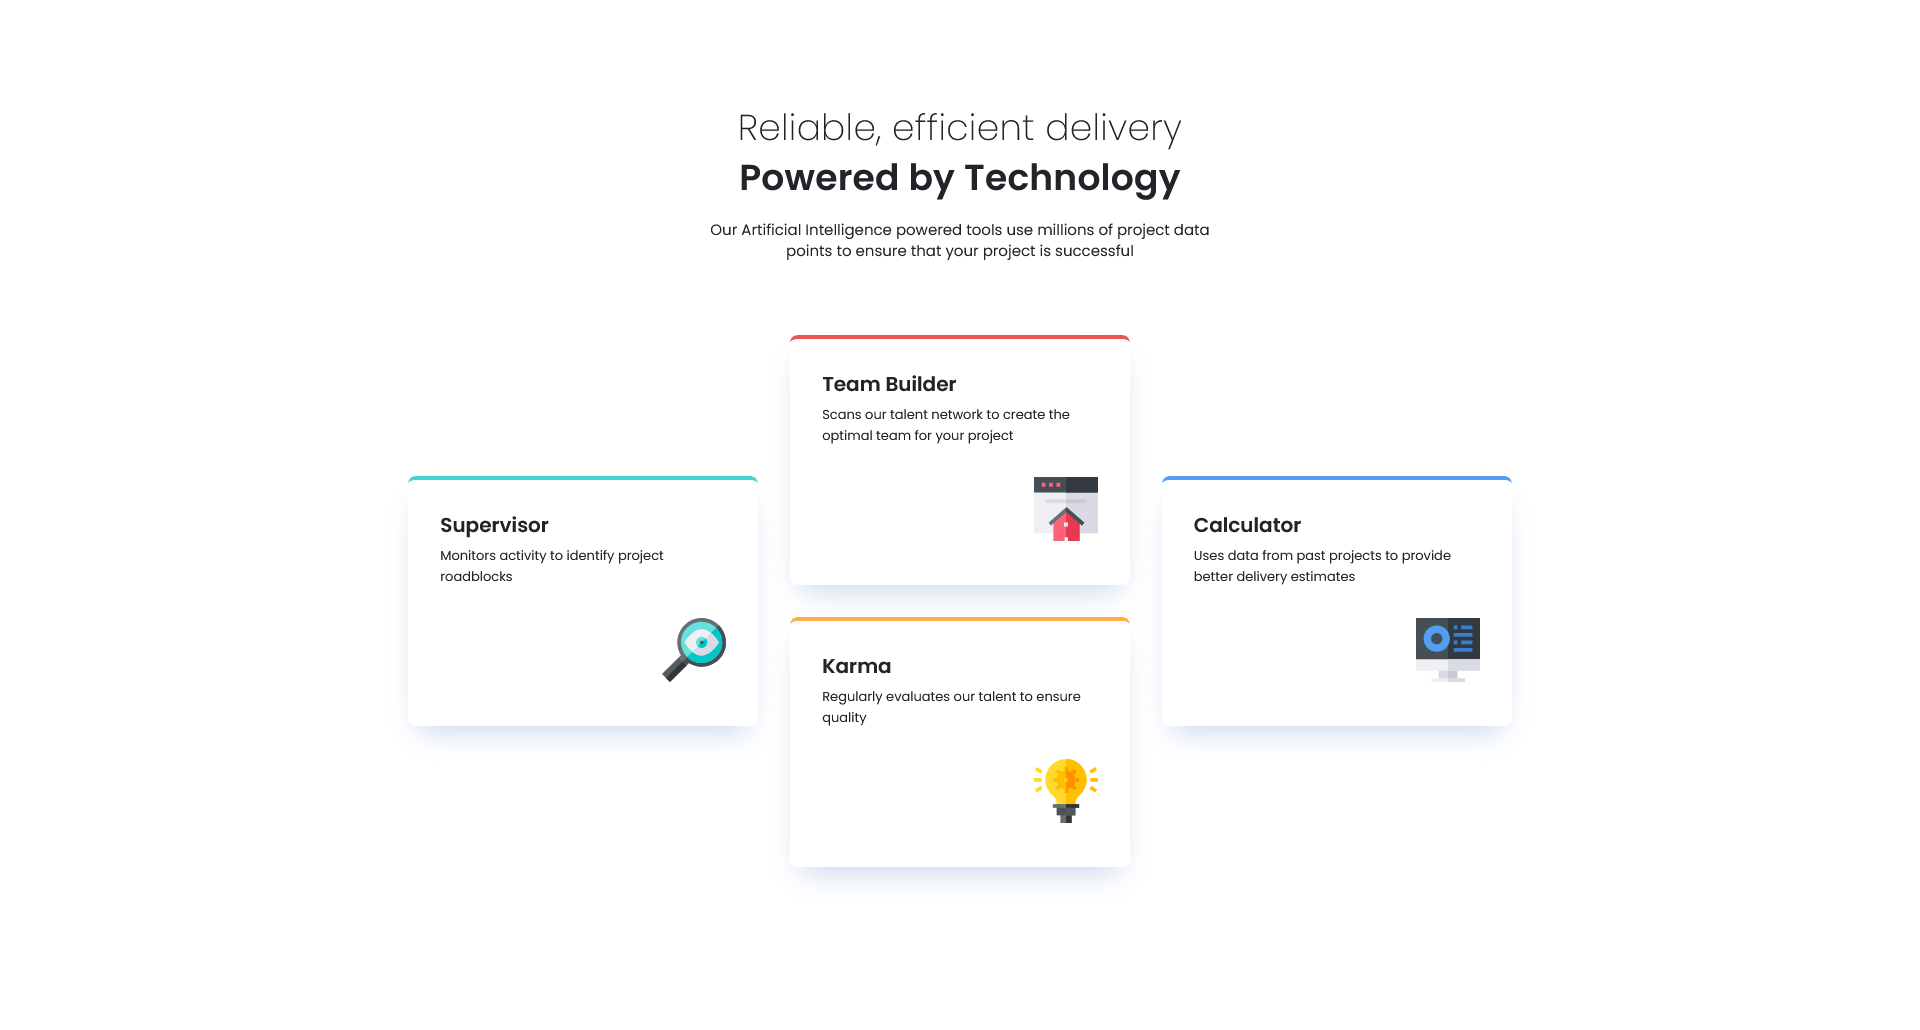 Reliable, efficient delivery
Powered by Technology
Our Artificial Intelligence powered tools use millions of project data
points to ensure that your project is successful
Supervisor
Monitors activity to identify project
roadblocks
Team Builder
Scans our talent network to create the
optimal team for your project
Karma
Regularly evaluates our talent to ensure
quality
Calculator
Uses data from past projects to provide
better delivery estimates